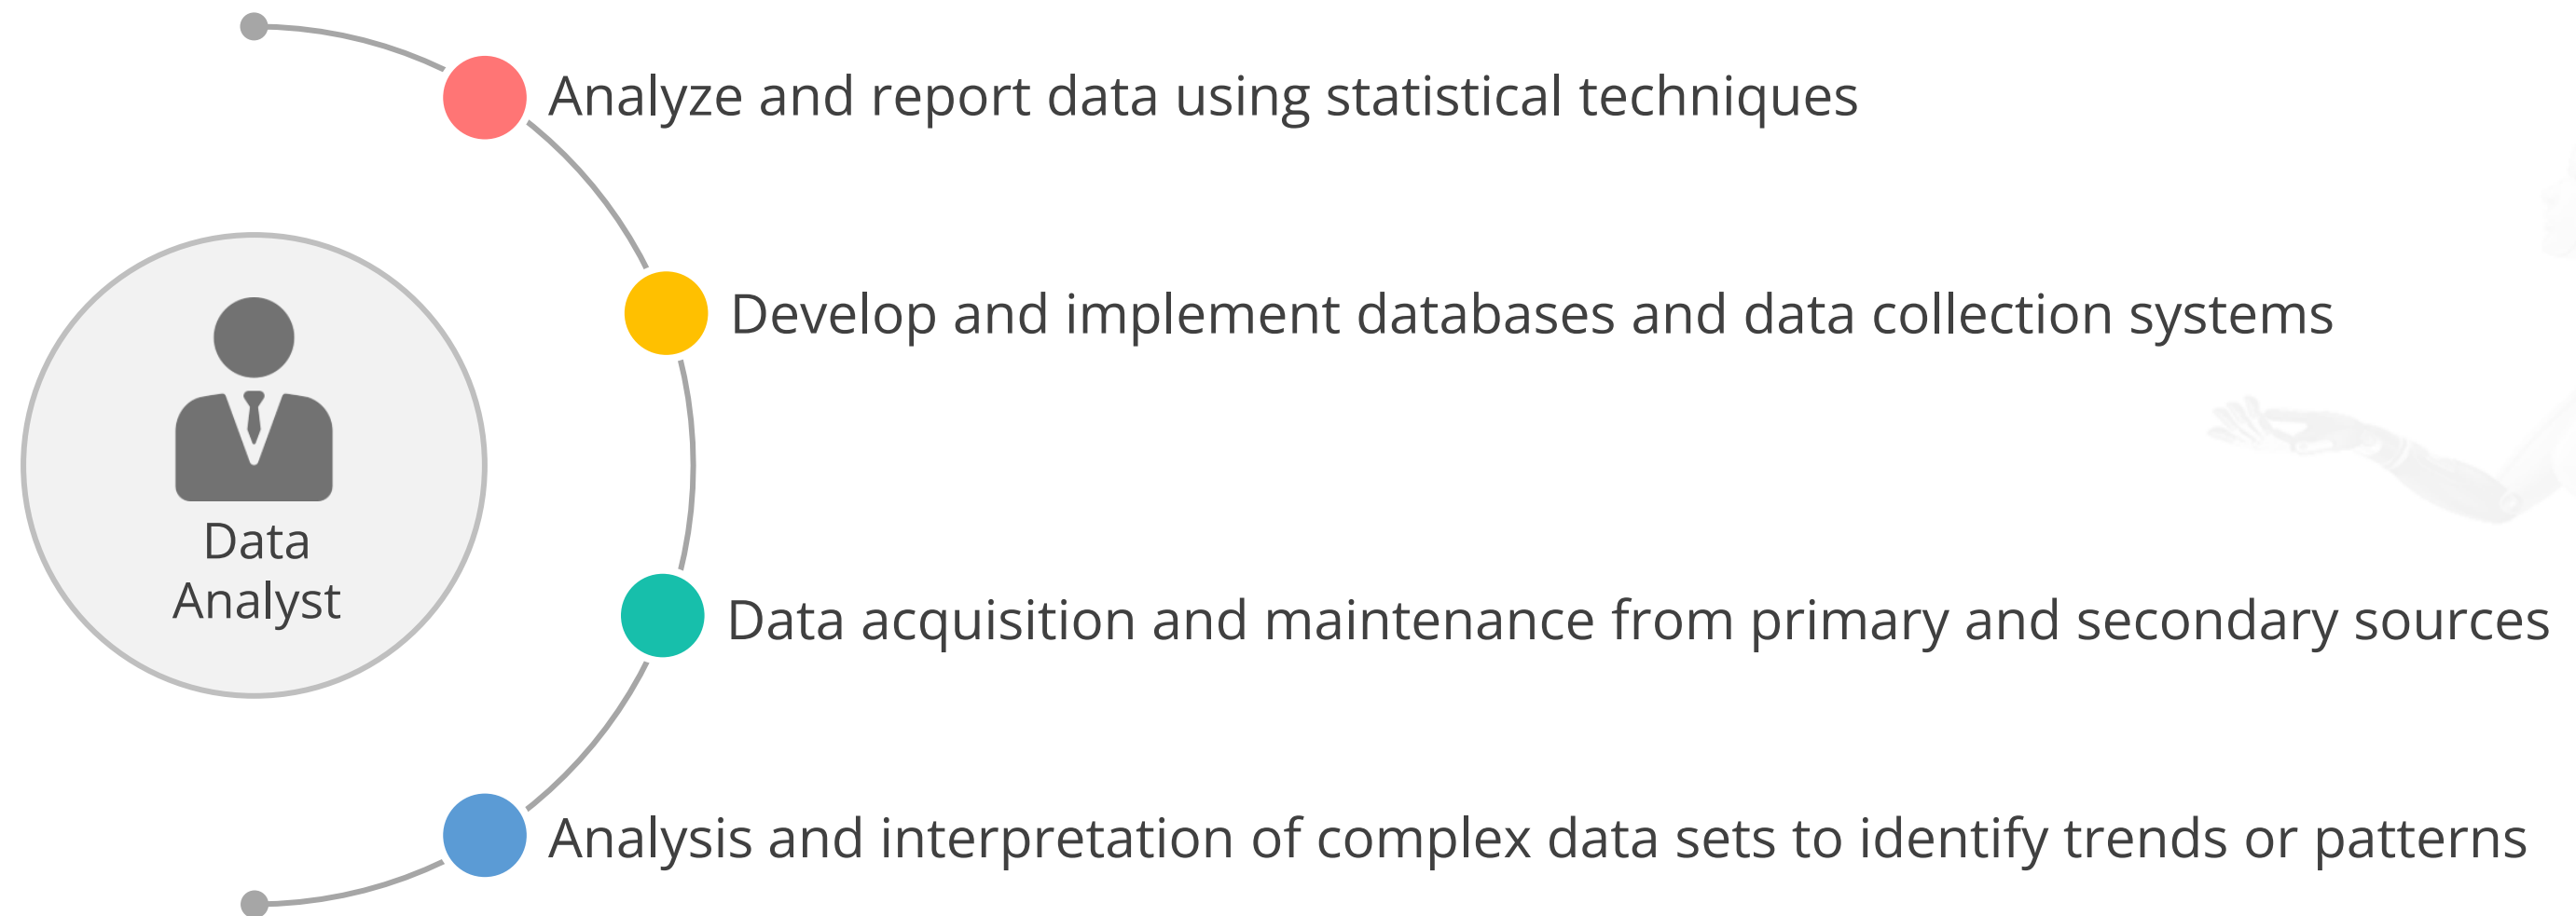 Analyze and report data using statistical techniques
Develop and implement databases and data collection systems
Data
Analyst
Data acquisition and maintenance from primary and secondary sources
Analysis and interpretation of complex data sets to identify trends or patterns